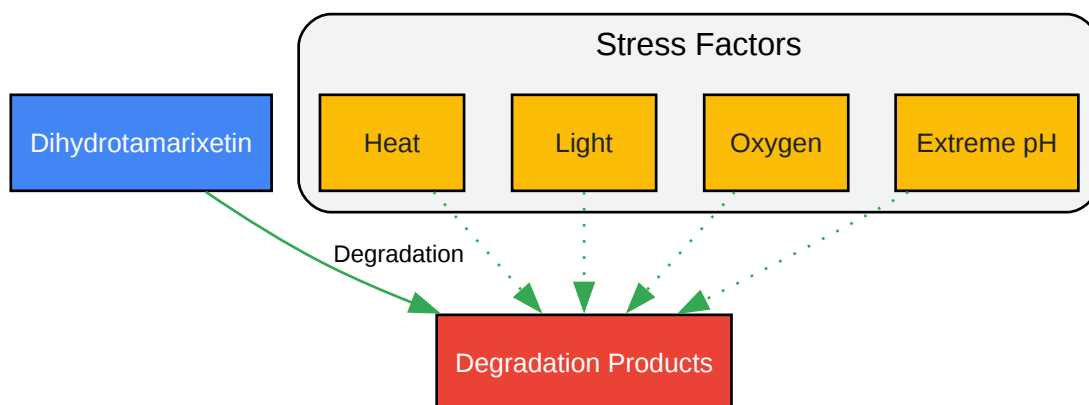 Stress Factors
Dihydrotamarixetin
Heat
Light
Oxygen
Extreme pH
Degradation
Degradation Products